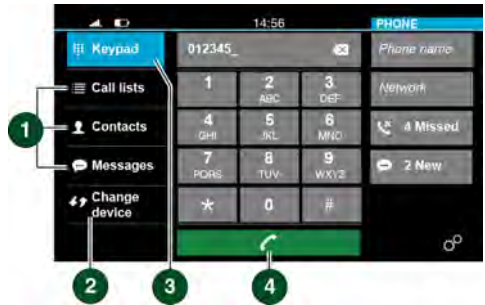 14:56
PHONE
Keypad
012345_
Phone name
Call lists
1
2
3
ABC
DEF
Network
Contacts
4
5
6
GHI
JKL
MNO
4 Missed
Messages
7
8
9
PQRS
TUV
WXYZ
2 New
Change
device
*
0
#
1
2
3
4